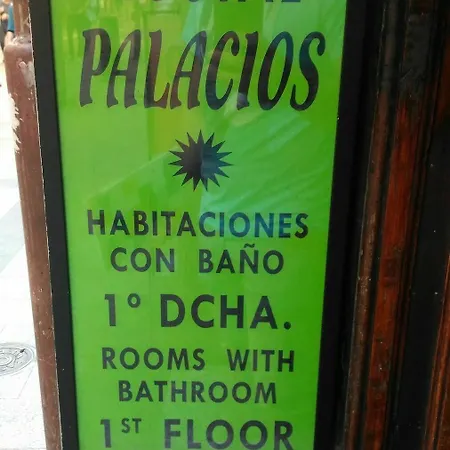 PALACIOS
HABITACIONES
CON BAÑO
1º DCHA.
ROOMS WITH
BATHROOM
1ST FLOOR